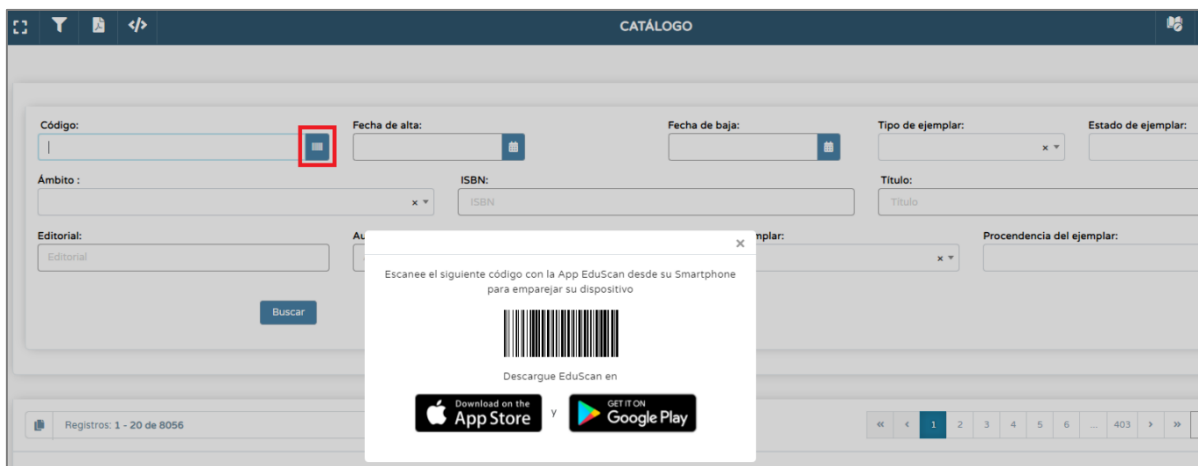 CATÁLOGO
Código:
Fecha de alta:
Fecha de baja:
Tipo de ejemplar:
Estado de ejemplar:
Ámbito :
ISBN:
ISBN
Título:
Título
Editorial:
Editorial
Au
mplar:
Procendencia del ejemplar:
Buscar
Escanee el siguiente código con la App EduScan desde su Smartphone
para emparejar su dispositivo
Descargue EduScan en
Download on the
App Store
y
GET IT ON
Google Play
Registros: 1 - 20 de 8056
« < 1 2 3 4 5 6 ... 403 > »